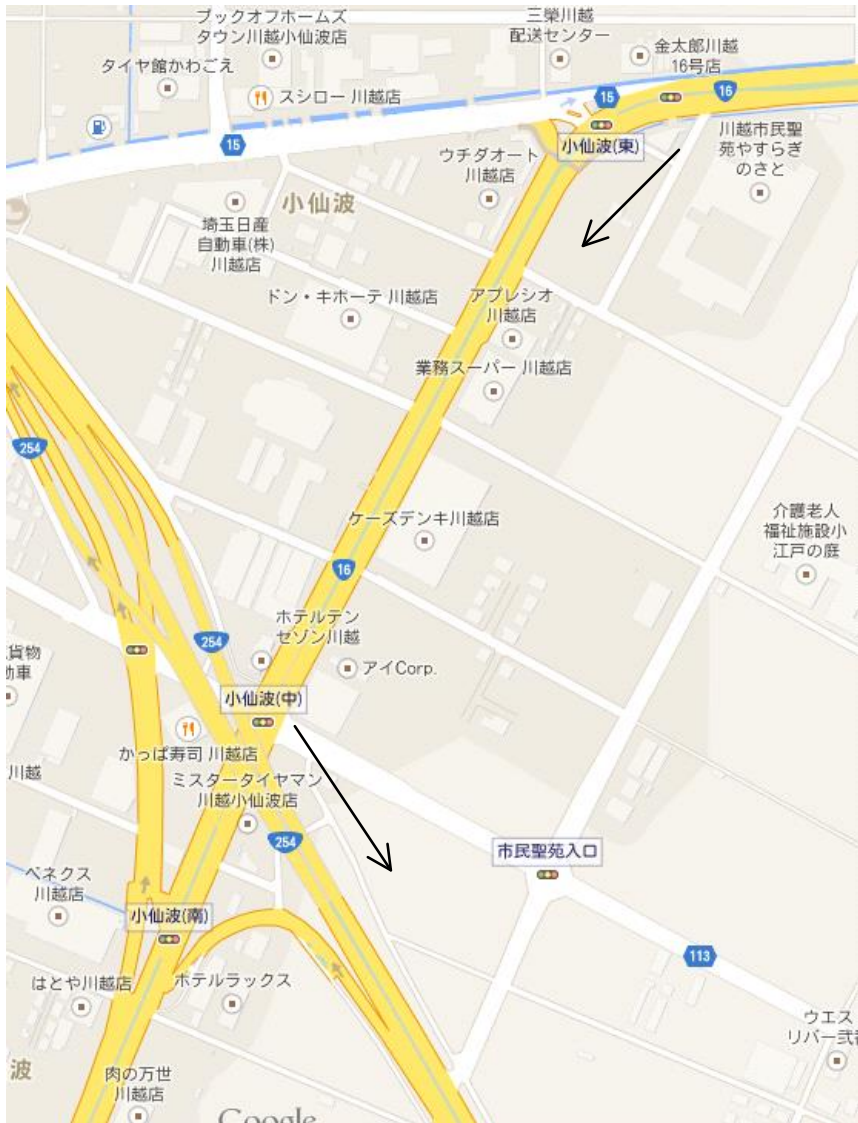 ブックオフホームズ
タウン川越小仙波店
三榮川越
配送センター
金太郎川越
16号店
タイヤ館かわごえ
スシロー 川越店
15
16
15
小仙波(東)
川越市民聖
苑やすらぎ
のさと
ウチダオート
川越店
小仙波
埼玉日産
自動車(株)
川越店
ドン・キホーテ 川越店
アプレシオ
川越店
業務スーパー 川越店
254
ケーズデンキ川越店
介護老人
福祉施設小
江戸の庭
16
ホテルテン
セゾン川越
254
貨物
動車
アイCorp.
小仙波(中)
かっぱ寿司 川越店
川越
ミスタータイヤマン
川越小仙波店
254
市民聖苑入口
ベネクス
川越店
小仙波(南)
113
はとや川越店
ホテルラックス
ウエス
リバー弐
波
肉の万世
川越店
Google